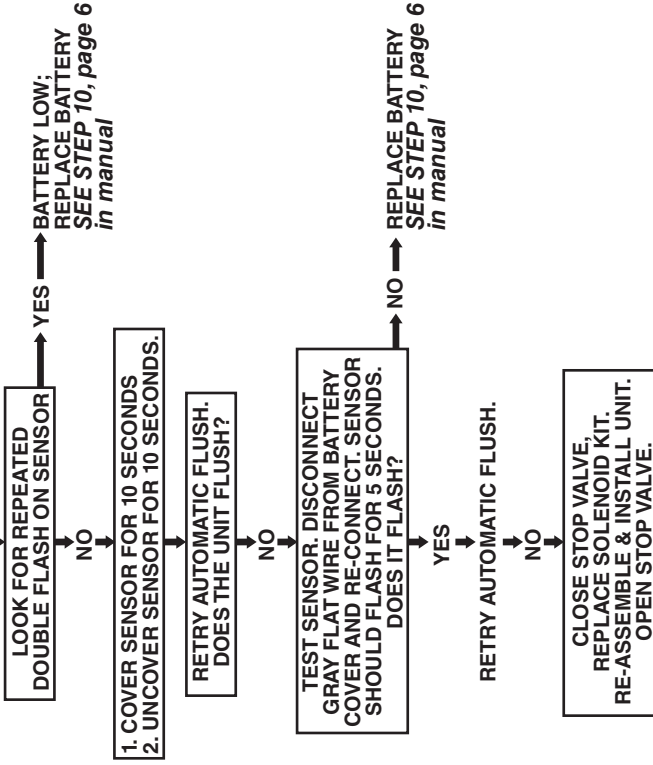 LOOK FOR REPEATED
DOUBLE FLASH ON SENSOR
YES
BATTERY LOW;
REPLACE BATTERY
SEE STEP 10, page 6
in manual
NO
1. COVER SENSOR FOR 10 SECONDS
2. UNCOVER SENSOR FOR 10 SECONDS.
RETRY AUTOMATIC FLUSH.
DOES THE UNIT FLUSH?
NO
TEST SENSOR. DISCONNECT
GRAY FLAT WIRE FROM BATTERY
COVER AND RE-CONNECT. SENSOR
SHOULD FLASH FOR 5 SECONDS.
DOES IT FLASH?
NO
REPLACE BATTERY
SEE STEP 10, page 6
in manual
YES
RETRY AUTOMATIC FLUSH.
NO
CLOSE STOP VALVE,
REPLACE SOLENOID KIT.
RE-ASSEMBLE & INSTALL UNIT.
OPEN STOP VALVE.